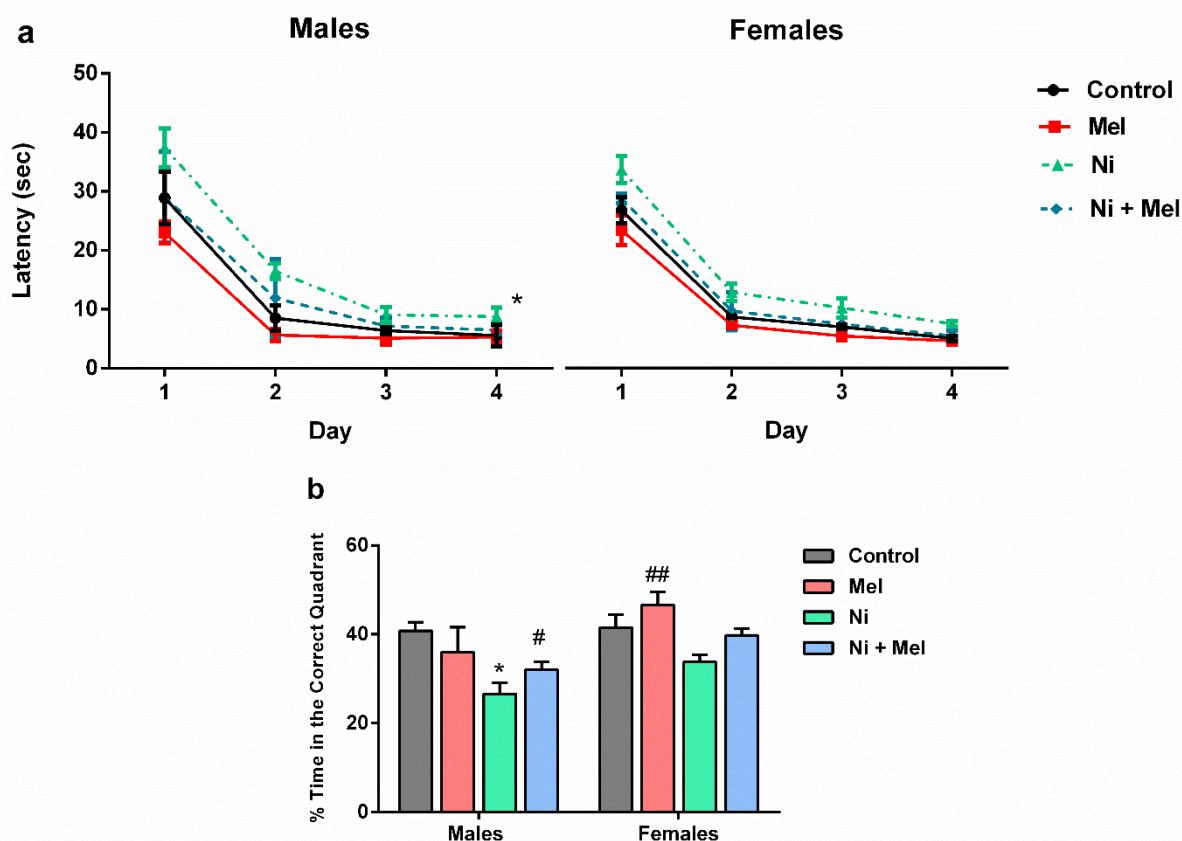 a
Males
Females
50
40
30
20
10
0
Latency (sec)
1 2 3 4
Day
*
1 2 3 4
Day
Control
Mel
Ni
Ni + Mel
b
60
40
20
0
% Time in the Correct Quadrant
*
#
##
Males
Females
Control
Mel
Ni
Ni + Mel